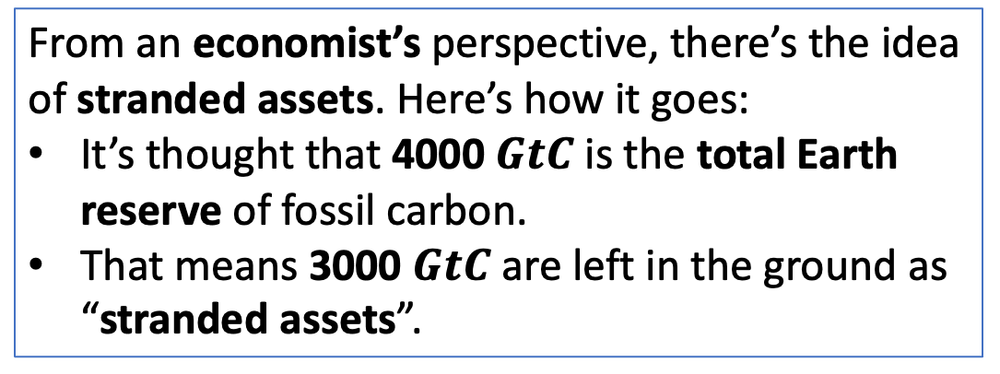 From an economist’s perspective, there’s the idea
of stranded assets. Here’s how it goes:
• It’s thought that 4000 GtC is the total Earth
reserve of fossil carbon.
• That means 3000 GtC are left in the ground as
“stranded assets”.